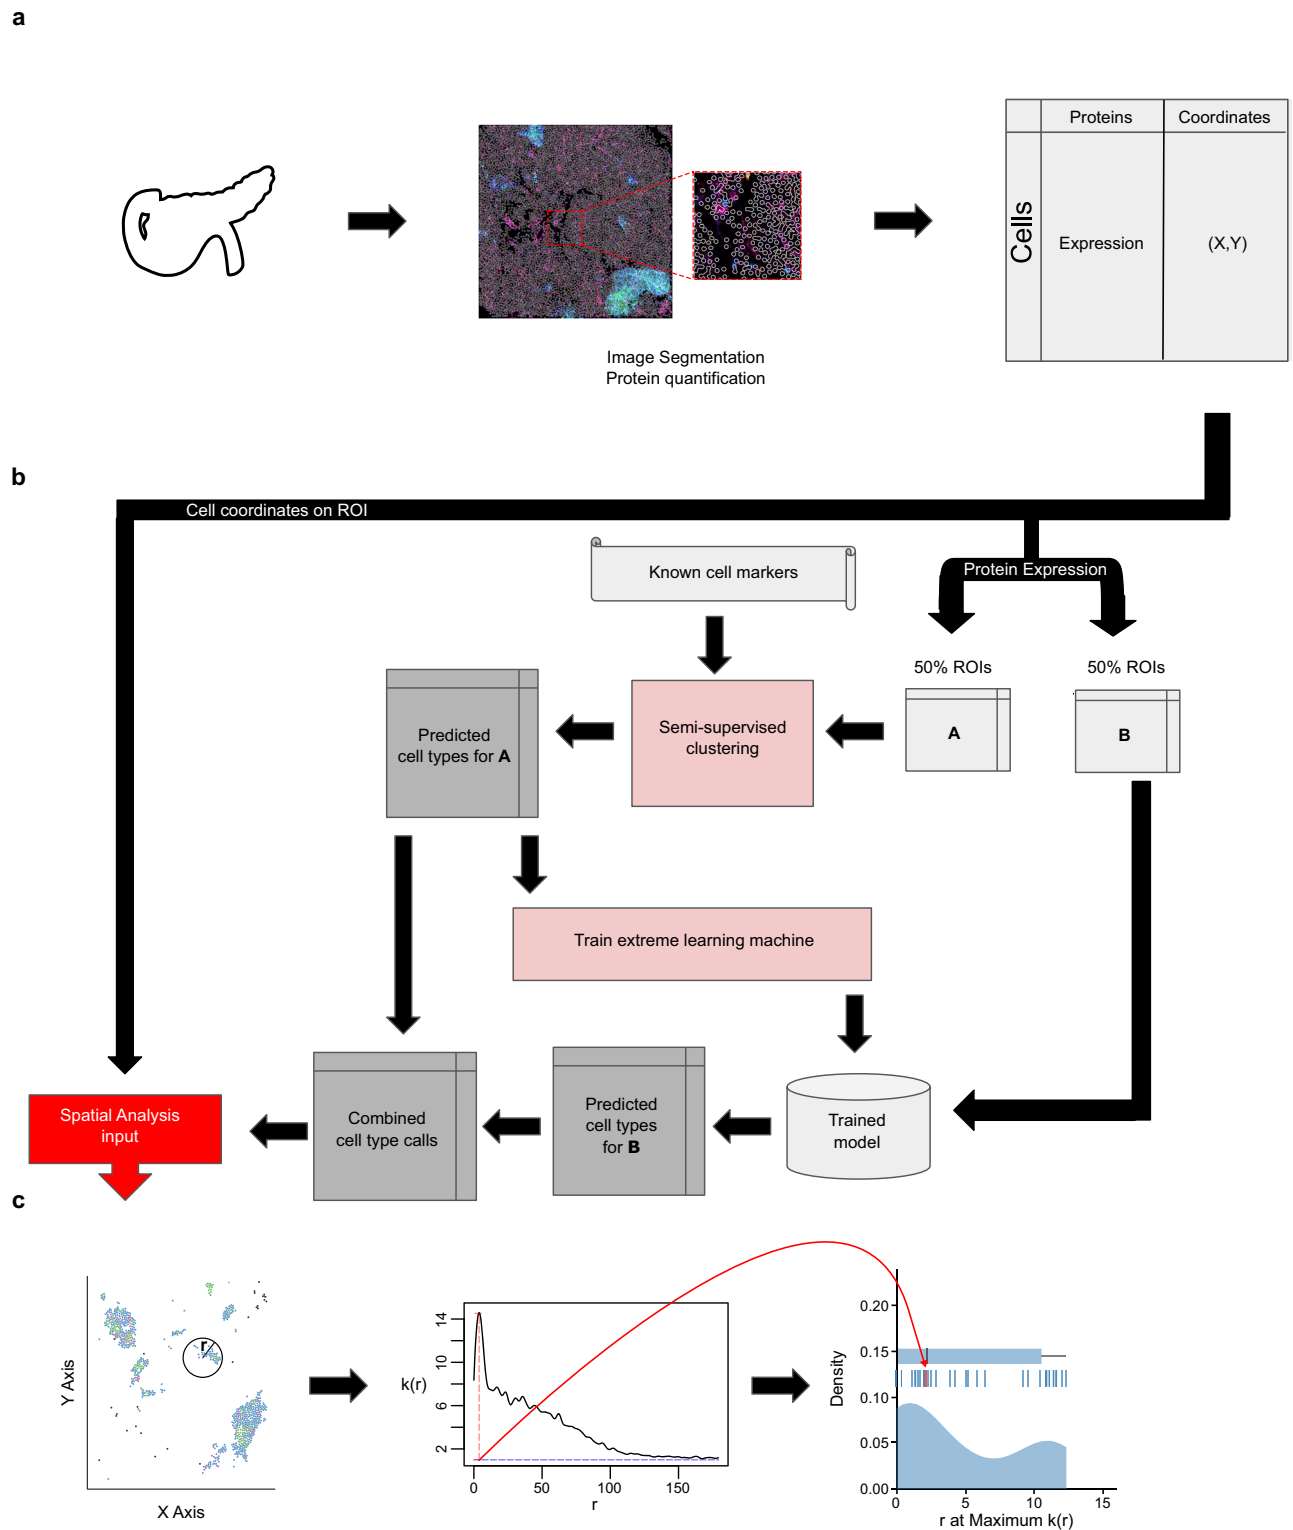 a
Proteins
Coordinates
Cells
Expression
(X,Y)
Image Segmentation
Protein quantification
b
Cell coordinates on ROI
Known cell markers
Protein Expression
50% ROIs
50% ROIs
Semi-supervised
clustering
Predicted
cell types for A
A
B
Train extreme learning machine
Spatial Analysis
input
Combined
cell type calls
Predicted
cell types
for B
Trained
model
c
r
Y Axis
X Axis
k(r)
14
10
6
2
0
50
100
150
r
Density
0.20
0.15
0.10
0.05
0.00
0
5
10
15
r at Maximum k(r)